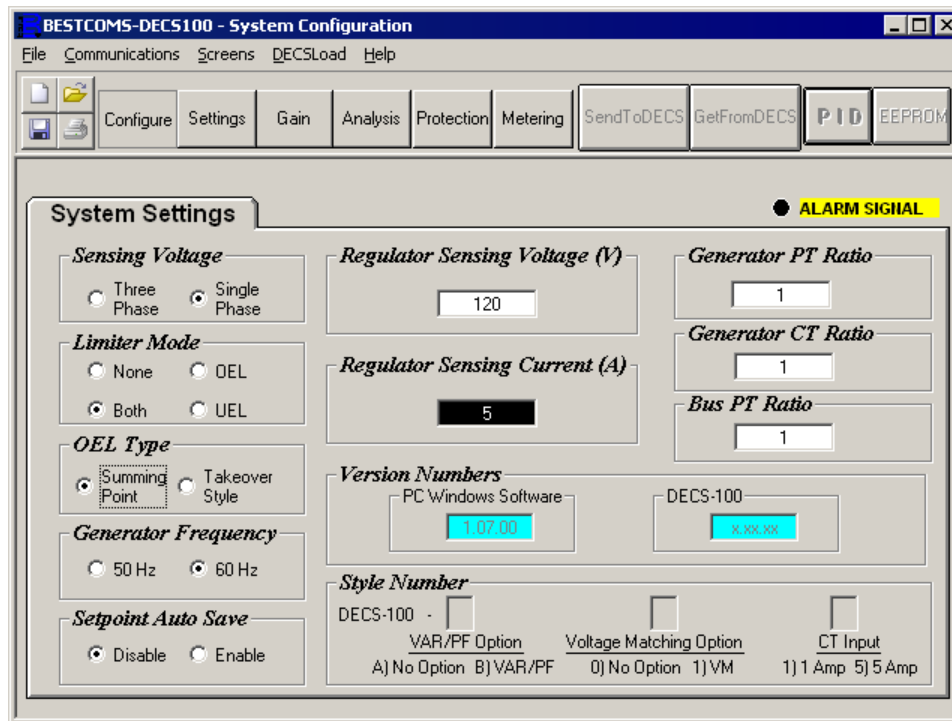 BESTCOMS-DECS100 - System Configuration
File Communications Screens DECSLoad Help
Configure Settings Gain Analysis Protection Metering SendToDECS GetFromDECS PID EEPROM
System Settings
ALARM SIGNAL
Sensing Voltage
Three Phase
Single Phase
Limiter Mode
None
OEL
Both
UEL
OEL Type
Summing Point
Takeover Style
Generator Frequency
50 Hz
60 Hz
Setpoint Auto Save
Disable
Enable
Regulator Sensing Voltage (V)
120
Regulator Sensing Current (A)
5
Generator PT Ratio
1
Generator CT Ratio
1
Bus PT Ratio
1
Version Numbers
PC Windows Software
1.07.00
DECS-100
x.xx.xx
Style Number
DECS-100 -
VAR/PF Option
A) No Option B) VAR/PF
Voltage Matching Option
0) No Option 1) VM
CT Input
1) 1 Amp 5) 5 Amp